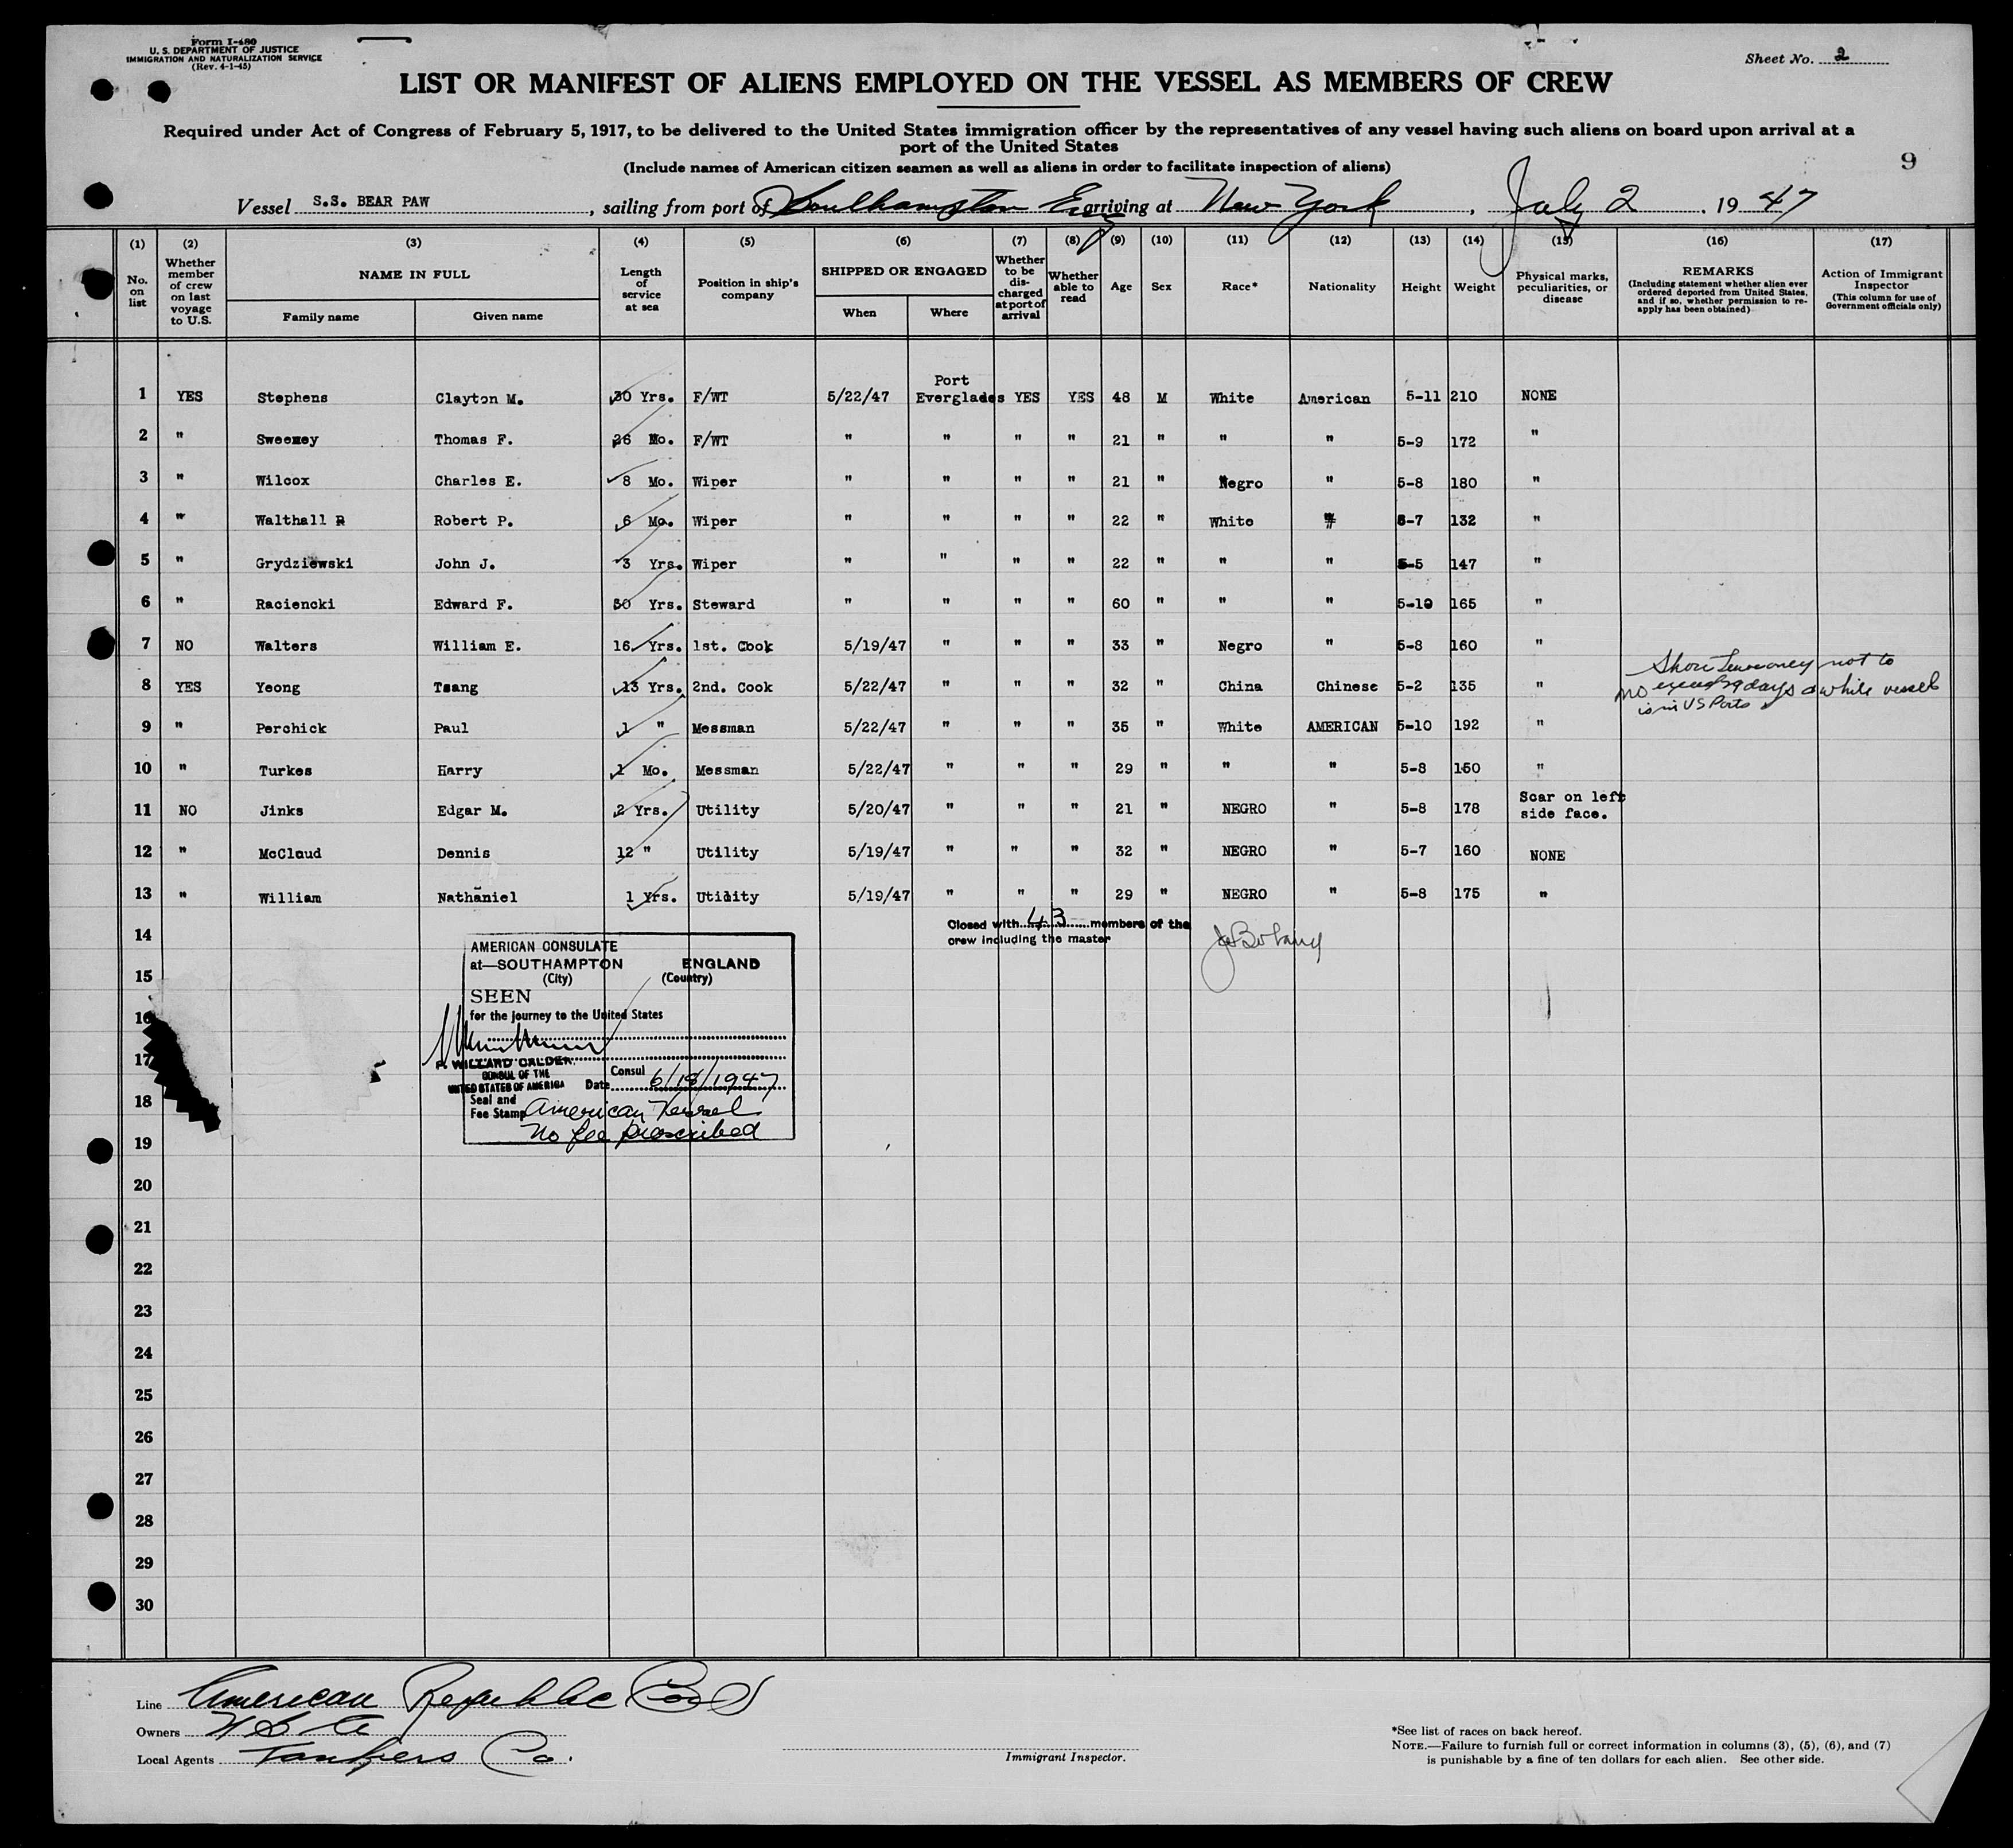 Form I-480
U. S. DEPARTMENT OF JUSTICE
IMMIGRATION AND NATURALIZATION SERVICE
(Rev. 4-1-45)
Sheet No. 2
LIST OR MANIFEST OF ALIENS EMPLOYED ON THE VESSEL AS MEMBERS OF CREW
Required under Act of Congress of February 5, 1917, to be delivered to the United States immigration officer by the representatives of any vessel having such aliens on board upon arrival at a
port of the United States
9
(Include names of American citizen seamen as well as aliens in order to facilitate inspection of aliens)
Vessel S.S. BEAR PAW, sailing from port of Southampton Eng arriving at New York, July 2, 1947
(1) (2) (3) (4) (5) (6) (7) (8) (9) (10) (11) (12) (13) (14) (15) (16) (17)
No. on list
Whether member of crew on last voyage to U.S.
NAME IN FULL
Family name
Given name
Length of service at sea
Position in ship's company
SHIPPED OR ENGAGED
When
Where
Whether to be discharged at port of arrival
Whether able to read
Age
Sex
Race*
Nationality
Height
Weight
Physical marks, peculiarities, or disease
REMARKS
(Including statement whether alien ever ordered deported from United States, and if so, whether permission to re-apply has been obtained)
Action of Immigrant Inspector
(This column for use of Government officials only)
1 YES Stephens Clayton M. 30 Yrs. F/WT 5/22/47 Port Everglades YES YES 48 M White American 5-11 210 NONE
2 " Sweeney Thomas F. 26 Mo. F/WT " " " " 21 " " " 5-9 172 "
3 " Wilcox Charles E. 8 Mo. Wiper " " " " 21 " Negro " 5-8 180 "
4 " Walthall R Robert P. 6 Mo. Wiper " " " " 22 " White " 5-7 132 "
5 " Grydziewski John J. 3 Yrs. Wiper " " " " 22 " " " 5-5 147 "
6 " Raciencki Edward F. 30 Yrs. Steward " " " " 60 " " " 5-10 165 "
7 NO Walters William E. 16 Yrs. 1st. Cook 5/19/47 " " " 33 " Negro " 5-8 160 "
8 YES Yeong Tsang 13 Yrs. 2nd. Cook 5/22/47 " " " 32 " China Chinese 5-2 135 "
not to
29 days while vessel
is in US Ports
9 " Perchick Paul 1 " Messman 5/22/47 " " " 35 " White AMERICAN 5-10 192 "
10 " Turkes Harry 1 Mo. Messman 5/22/47 " " " 29 " " " 5-8 150 "
11 NO Jinks Edgar M. 2 Yrs. Utility 5/20/47 " " " 21 " NEGRO " 5-8 178 Scar on left side face.
12 " McClaud Dennis 12 " Utility 5/19/47 " " " 32 " NEGRO " 5-7 160 NONE
13 " William Nathaniel 1 Yrs. Utility 5/19/47 " " " 29 " NEGRO " 5-8 175 "
Closed with 43 members of the
crew including the master
14
15
16
17
18
19
20
21
22
23
24
25
26
27
28
29
30
AMERICAN CONSULATE
at—SOUTHAMPTON ENGLAND
(City) (Country)
SEEN
for the journey to the United States
P. WILLARD CALDER.
CONSUL OF THE
UNITED STATES OF AMERICA
Consul
Date 6/18/1947
Seal and
Fee Stamp American Vessel
No fee prescribed
Line American Republic
Owners
Local Agents Tankers Co.
Immigrant Inspector.
*See list of races on back hereof.
NOTE.—Failure to furnish full or correct information in columns (3), (5), (6), and (7)
is punishable by a fine of ten dollars for each alien. See other side.